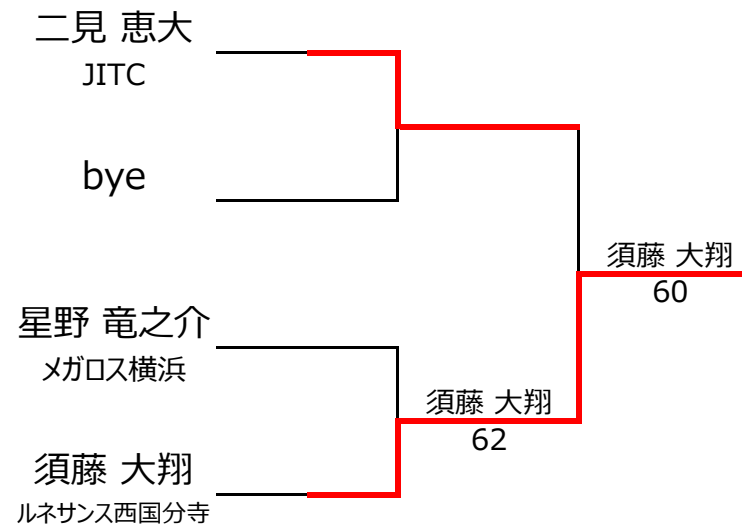 二見 恵大
JITC
bye
星野 竜之介
メガロス横浜
須藤 大翔
ルネサンス西国分寺
須藤 大翔
62
須藤 大翔
60